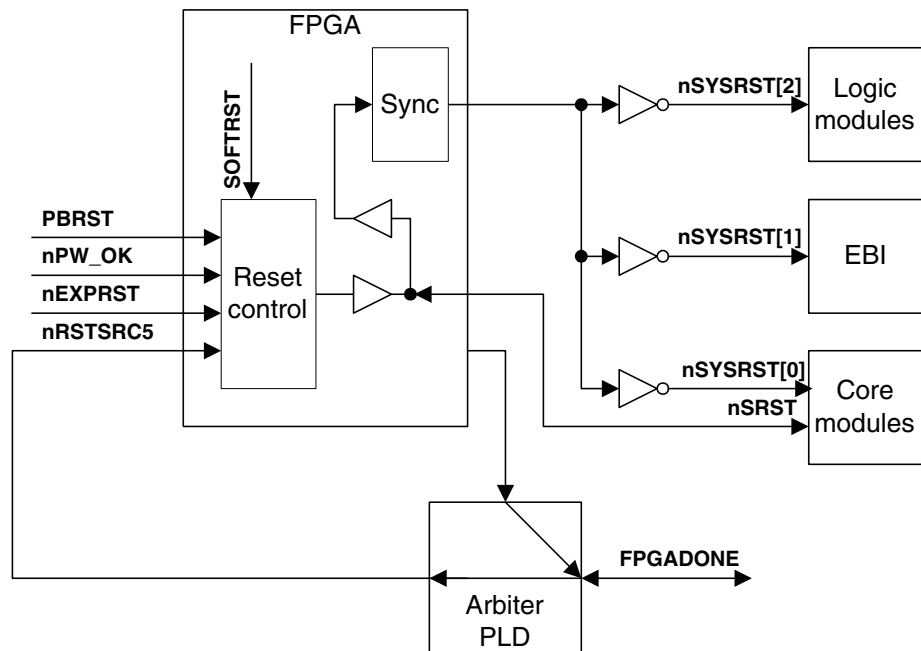 FPGA
SOFTRST
Sync
nSYSRST[2]
Logic
modules
PBRST
nPW_OK
nEXPRST
nRSTSRC5
Reset
control
nSYSRST[1]
EBI
nSYSRST[0]
nSRST
Core
modules
FPGADONE
Arbiter
PLD